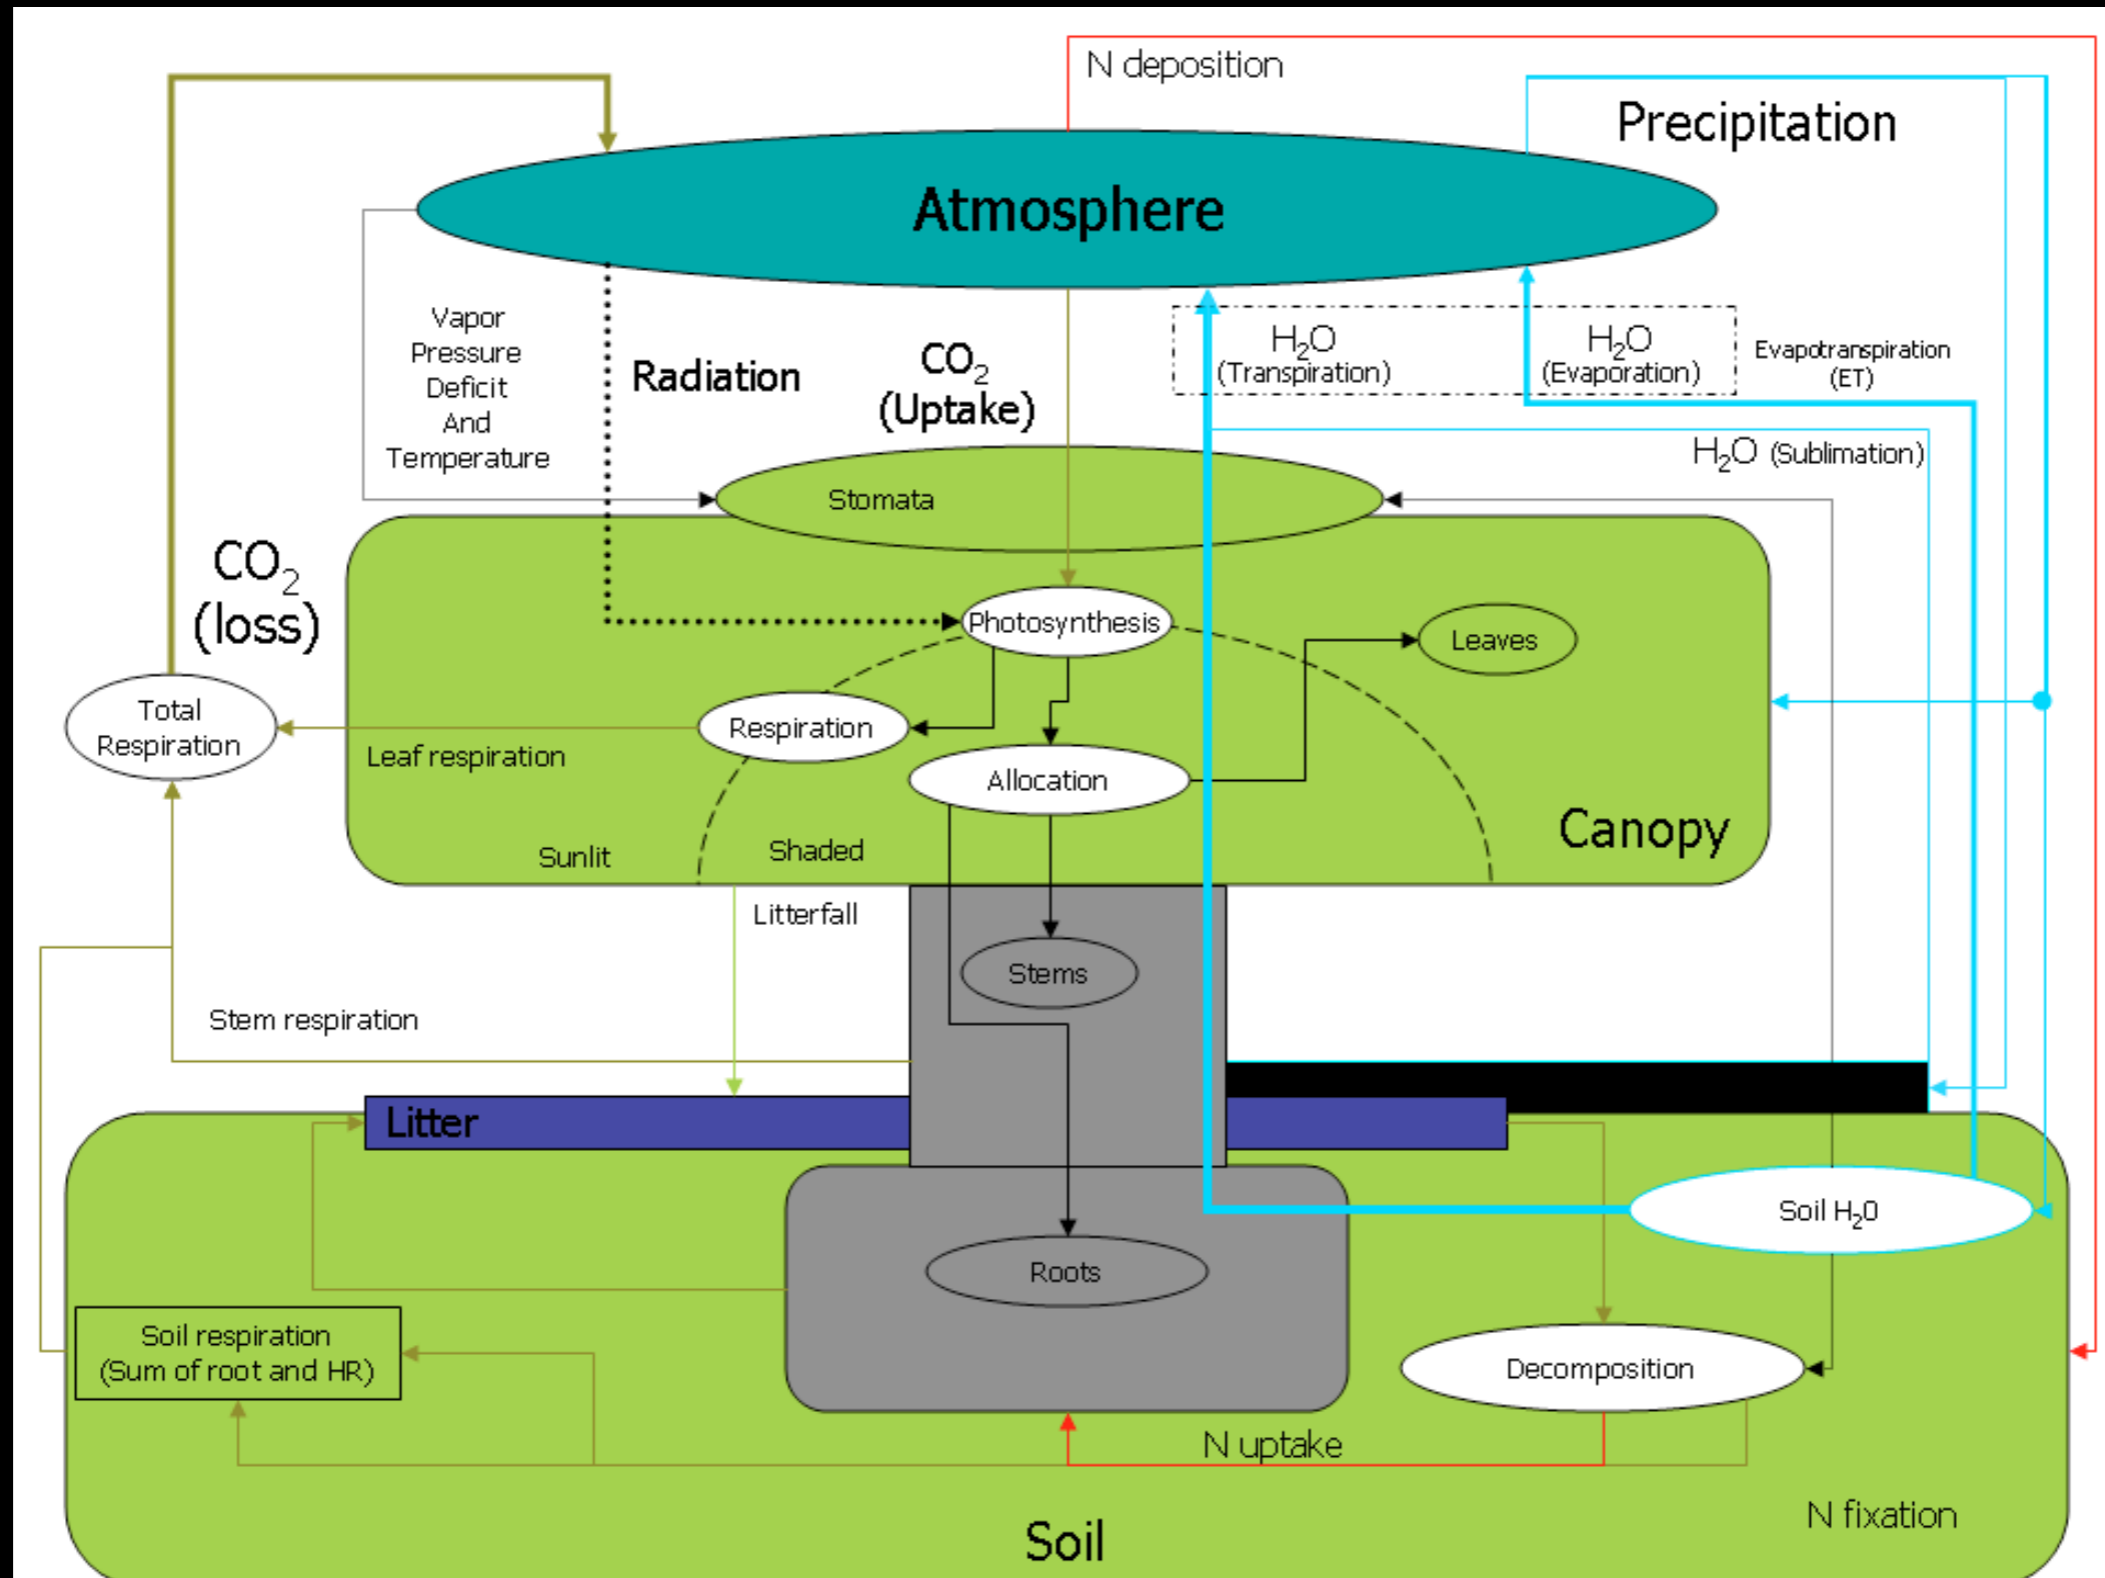 N deposition
Precipitation
Atmosphere
Vapor
Pressure
Deficit
And
Temperature
Radiation
CO₂
(Uptake)
H₂O
(Transpiration)
H₂O
(Evaporation)
Evapotranspiration
(ET)
H₂O (Sublimation)
Stomata
CO₂
(loss)
Photosynthesis
Leaves
Total
Respiration
Respiration
Leaf respiration
Allocation
Canopy
Sunlit
Shaded
Litterfall
Stems
Stem respiration
Litter
Soil H₂0
Roots
Soil respiration
(Sum of root and HR)
Decomposition
N uptake
N fixation
Soil